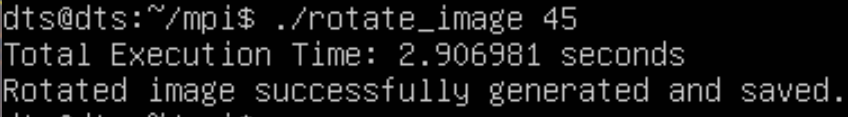 dts@dts:~/mpi$ ./rotate_image 45
Total Execution Time: 2.906981 seconds
Rotated image successfully generated and saved.